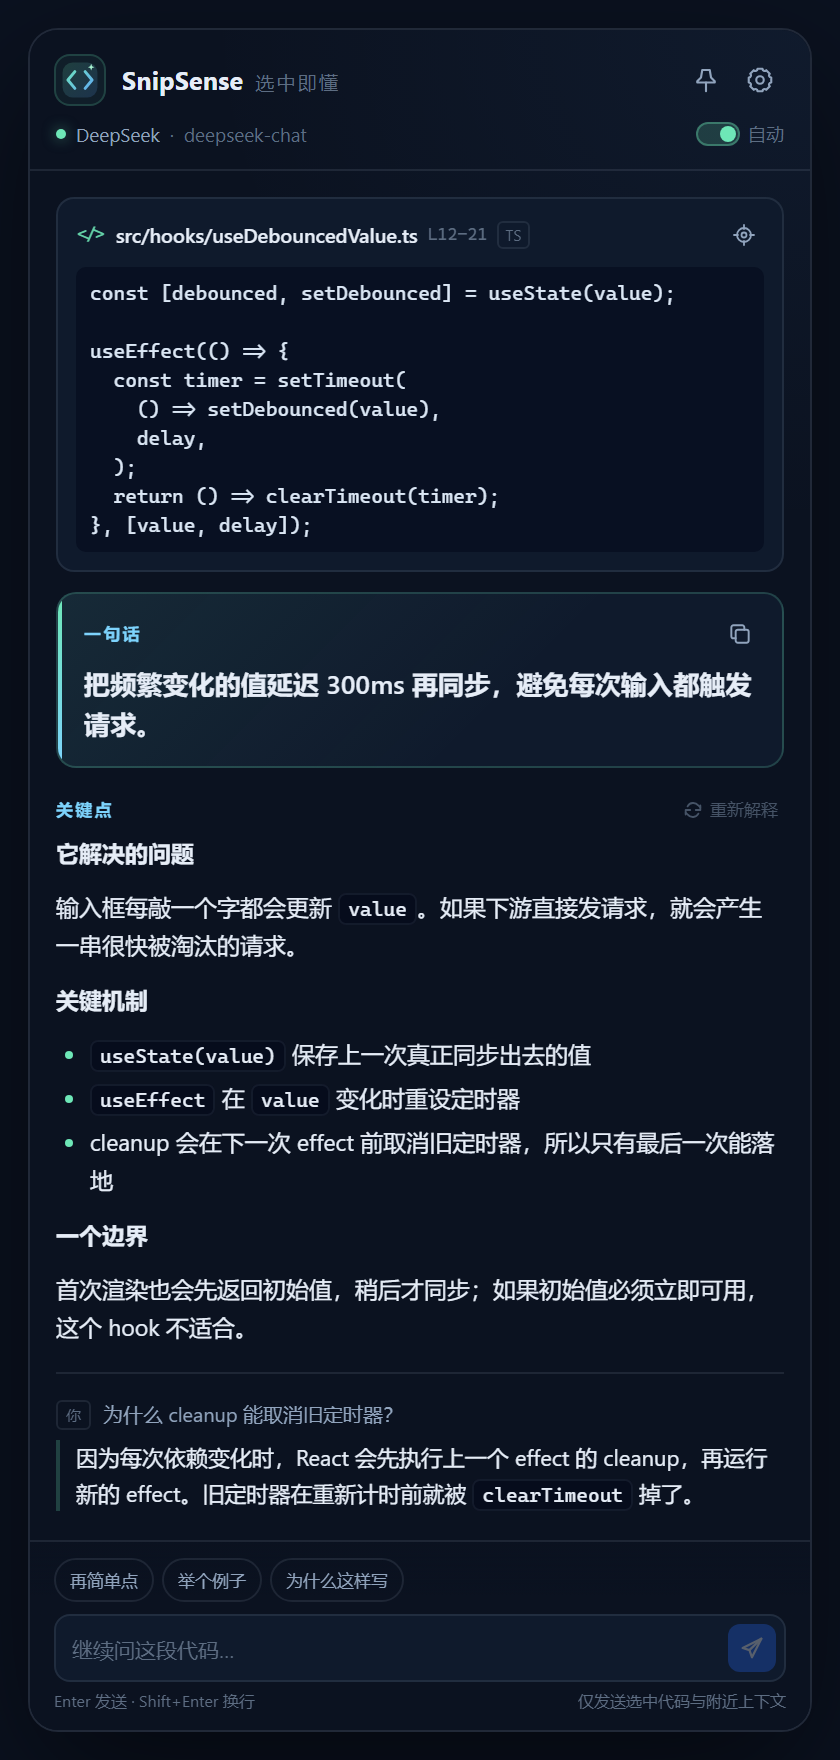 SnipSense 选中即懂
DeepSeek · deepseek-chat 自动
</> src/hooks/useDebouncedValue.ts L12–21 TS
const [debounced, setDebounced] = useState(value);
useEffect(() => {
  const timer = setTimeout(
    () => setDebounced(value),
    delay,
  );
  return () => clearTimeout(timer);
}, [value, delay]);
一句话
把频繁变化的值延迟 300ms 再同步，避免每次输入都触发
请求。
关键点 重新解释
它解决的问题
输入框每敲一个字都会更新 value 。如果下游直接发请求，就会产生
一串很快被淘汰的请求。
关键机制
• useState(value) 保存上一次真正同步出去的值
• useEffect 在 value 变化时重设定时器
• cleanup 会在下一次 effect 前取消旧定时器，所以只有最后一次能落
地
一个边界
首次渲染也会先返回初始值，稍后才同步；如果初始值必须立即可用，
这个 hook 不适合。
你 为什么 cleanup 能取消旧定时器？
因为每次依赖变化时，React 会先执行上一个 effect 的 cleanup，再运行
新的 effect。旧定时器在重新计时前就被 clearTimeout 掉了。
再简单点 举个例子 为什么这样写
继续问这段代码...
Enter 发送 · Shift+Enter 换行 仅发送选中代码与附近上下文